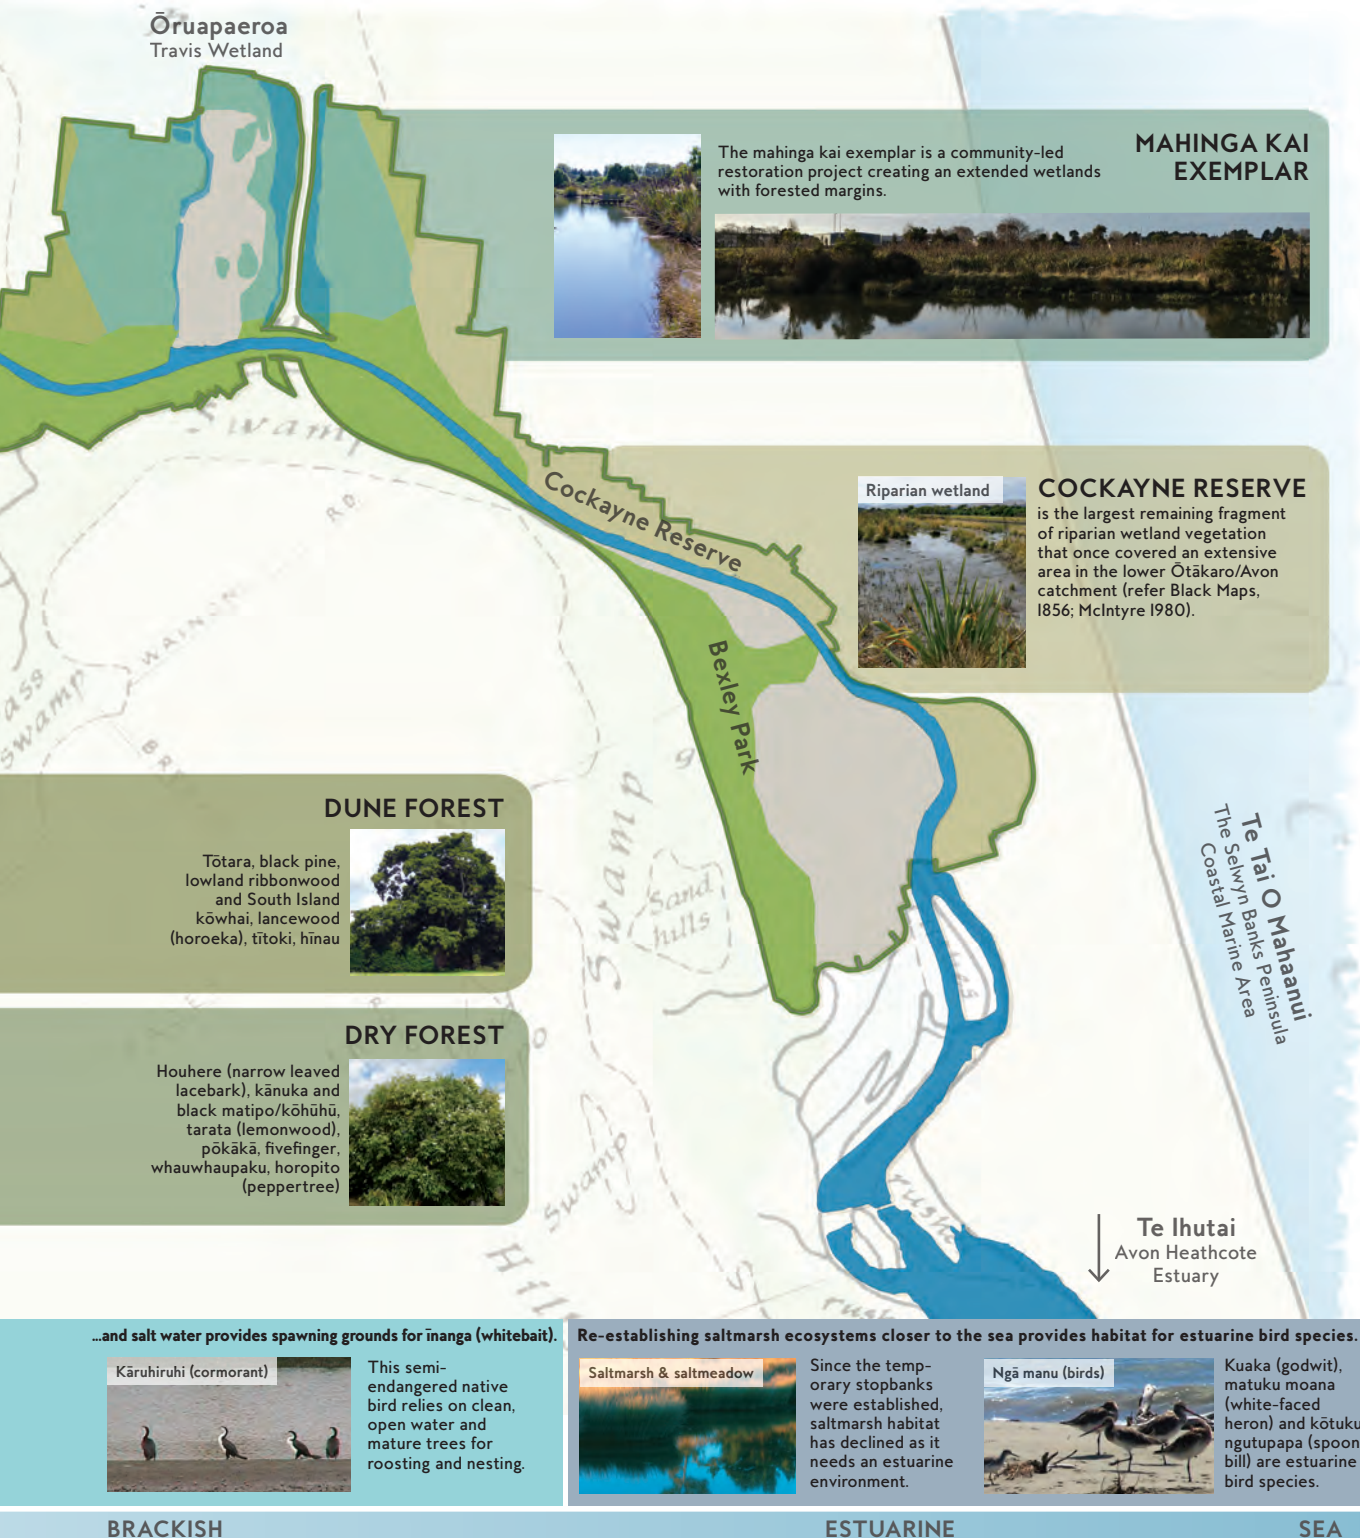 Ōruapaeroa
Travis Wetland
MAHINGA KAI
EXEMPLAR
The mahinga kai exemplar is a community-led
restoration project creating an extended wetlands
with forested margins.
Swamp
RD.
Cockayne Reserve
Riparian wetland
COCKAYNE RESERVE
is the largest remaining fragment
of riparian wetland vegetation
that once covered an extensive
area in the lower Ōtākaro/Avon
catchment (refer Black Maps,
1856; McIntyre 1980).
WAINONI
Bexley Park
swamp
DUNE FOREST
Tōtara, black pine,
lowland ribbonwood
and South Island
kōwhai, lancewood
(horoeka), tītoki, hīnau
Swamp
Sand
hills
Te Tai O Mahaanui
The Selwyn Banks Peninsula
Coastal Marine Area
DRY FOREST
Houhere (narrow leaved
lacebark), kānuka and
black matipo/kōhūhū,
tarata (lemonwood),
pōkākā, fivefinger,
whauwhaupaku, horopito
(peppertree)
Swamp
Te Ihutai
Avon Heathcote
Estuary
...and salt water provides spawning grounds for īnanga (whitebait).
Kāruhiruhi (cormorant)
This semi-
endangered native
bird relies on clean,
open water and
mature trees for
roosting and nesting.
Re-establishing saltmarsh ecosystems closer to the sea provides habitat for estuarine bird species.
Saltmarsh & saltmeadow
Since the temp-
orary stopbanks
were established,
saltmarsh habitat
has declined as it
needs an estuarine
environment.
Ngā manu (birds)
Kuaka (godwit),
matuku moana
(white-faced
heron) and kōtuku
ngutupapa (spoon
bill) are estuarine
bird species.
BRACKISH
ESTUARINE
SEA